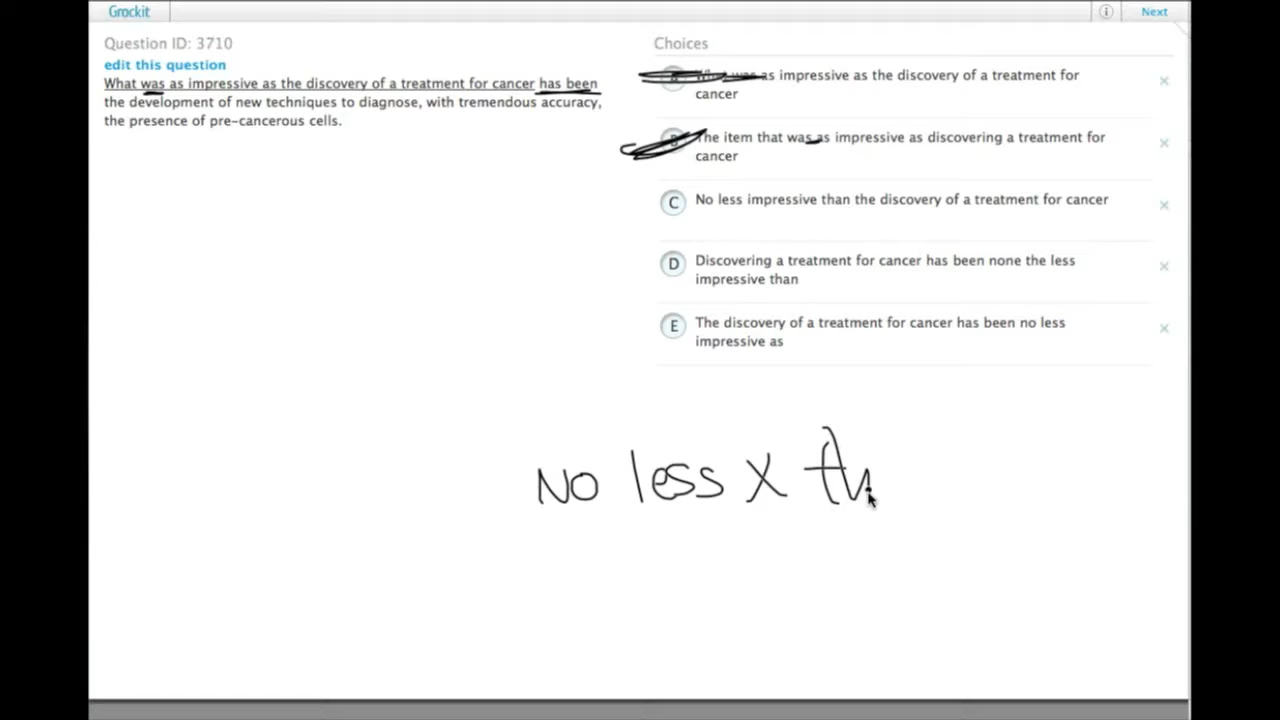 Grockit
Next
Question ID: 3710
edit this question
What was as impressive as the discovery of a treatment for cancer has been
the development of new techniques to diagnose, with tremendous accuracy,
the presence of pre-cancerous cells.
Choices
as impressive as the discovery of a treatment for
cancer
The item that was as impressive as discovering a treatment for
cancer
C No less impressive than the discovery of a treatment for cancer
D Discovering a treatment for cancer has been none the less
impressive than
E The discovery of a treatment for cancer has been no less
impressive as
No less X th